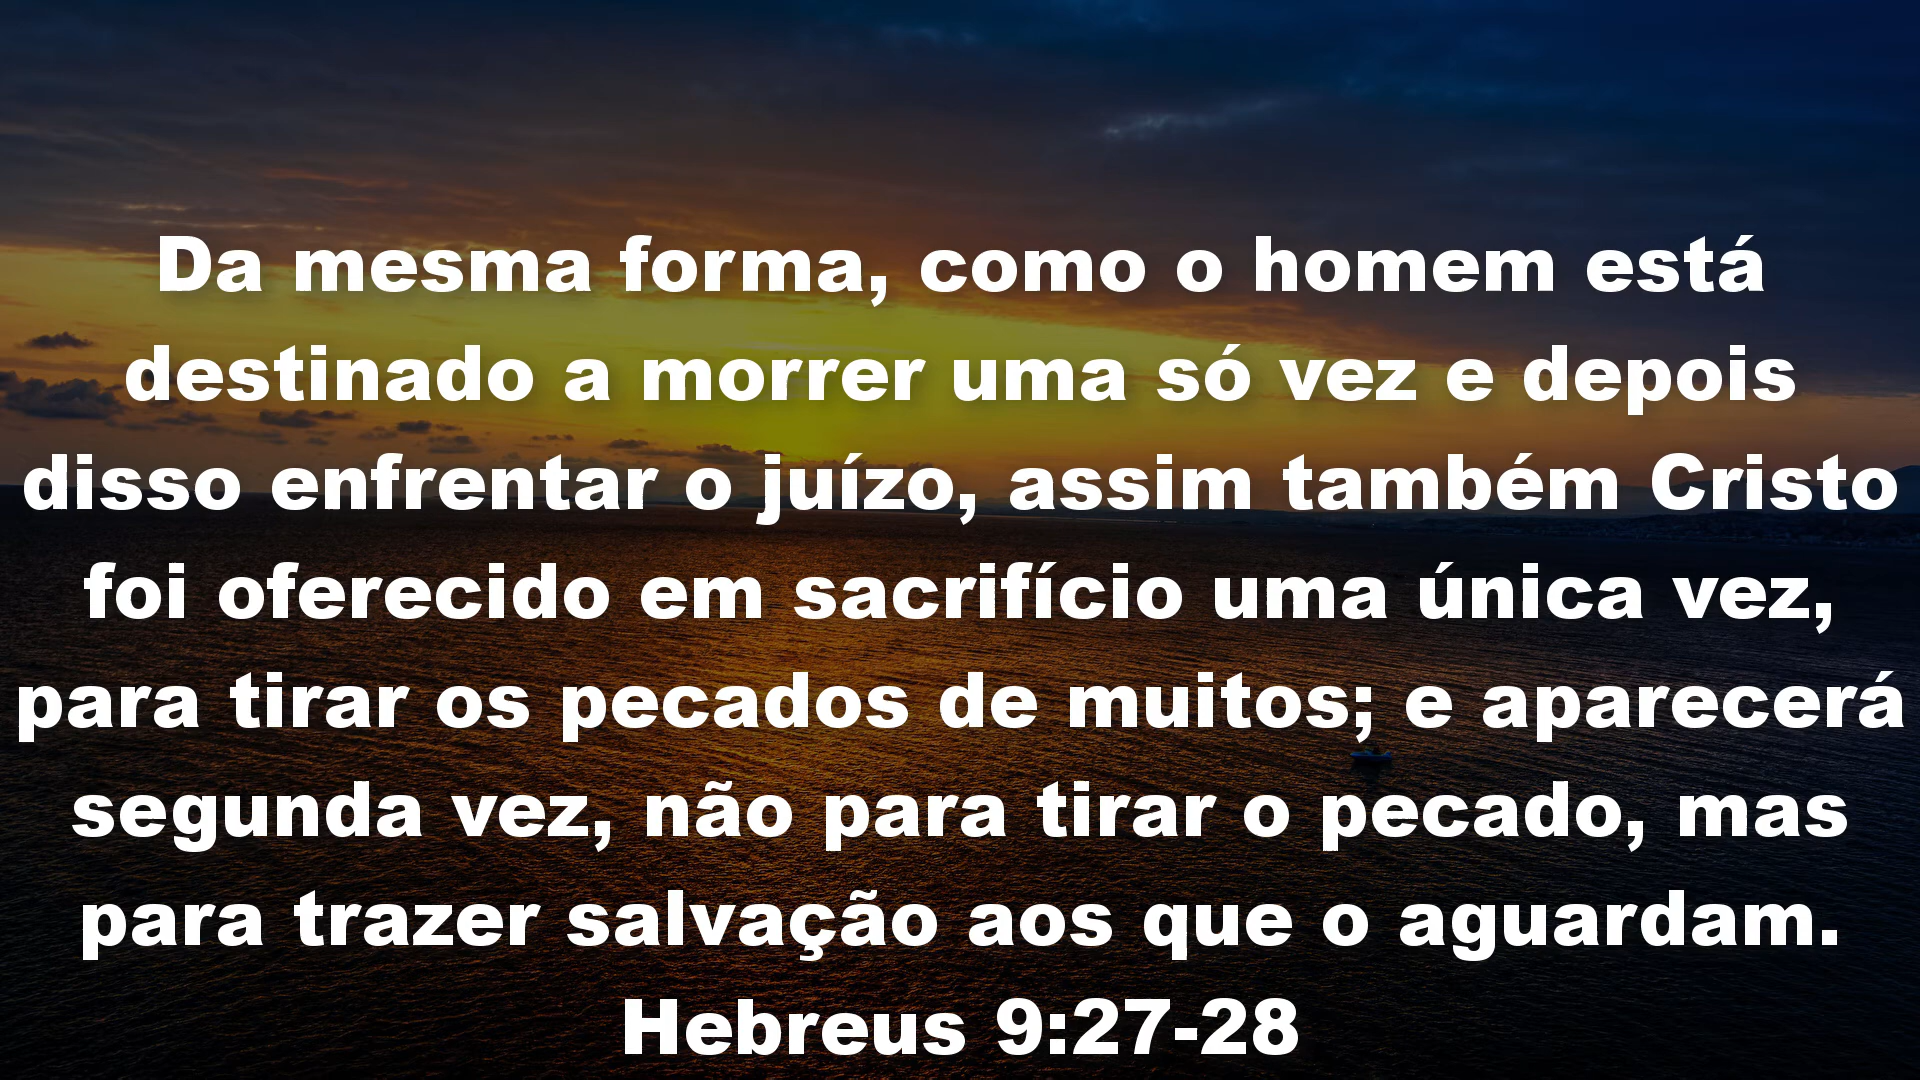 Da mesma forma, como o homem está
destinado a morrer uma só vez e depois
disso enfrentar o juízo, assim também Cristo
foi oferecido em sacrifício uma única vez,
para tirar os pecados de muitos; e aparecerá
segunda vez, não para tirar o pecado, mas
para trazer salvação aos que o aguardam.
Hebreus 9:27-28